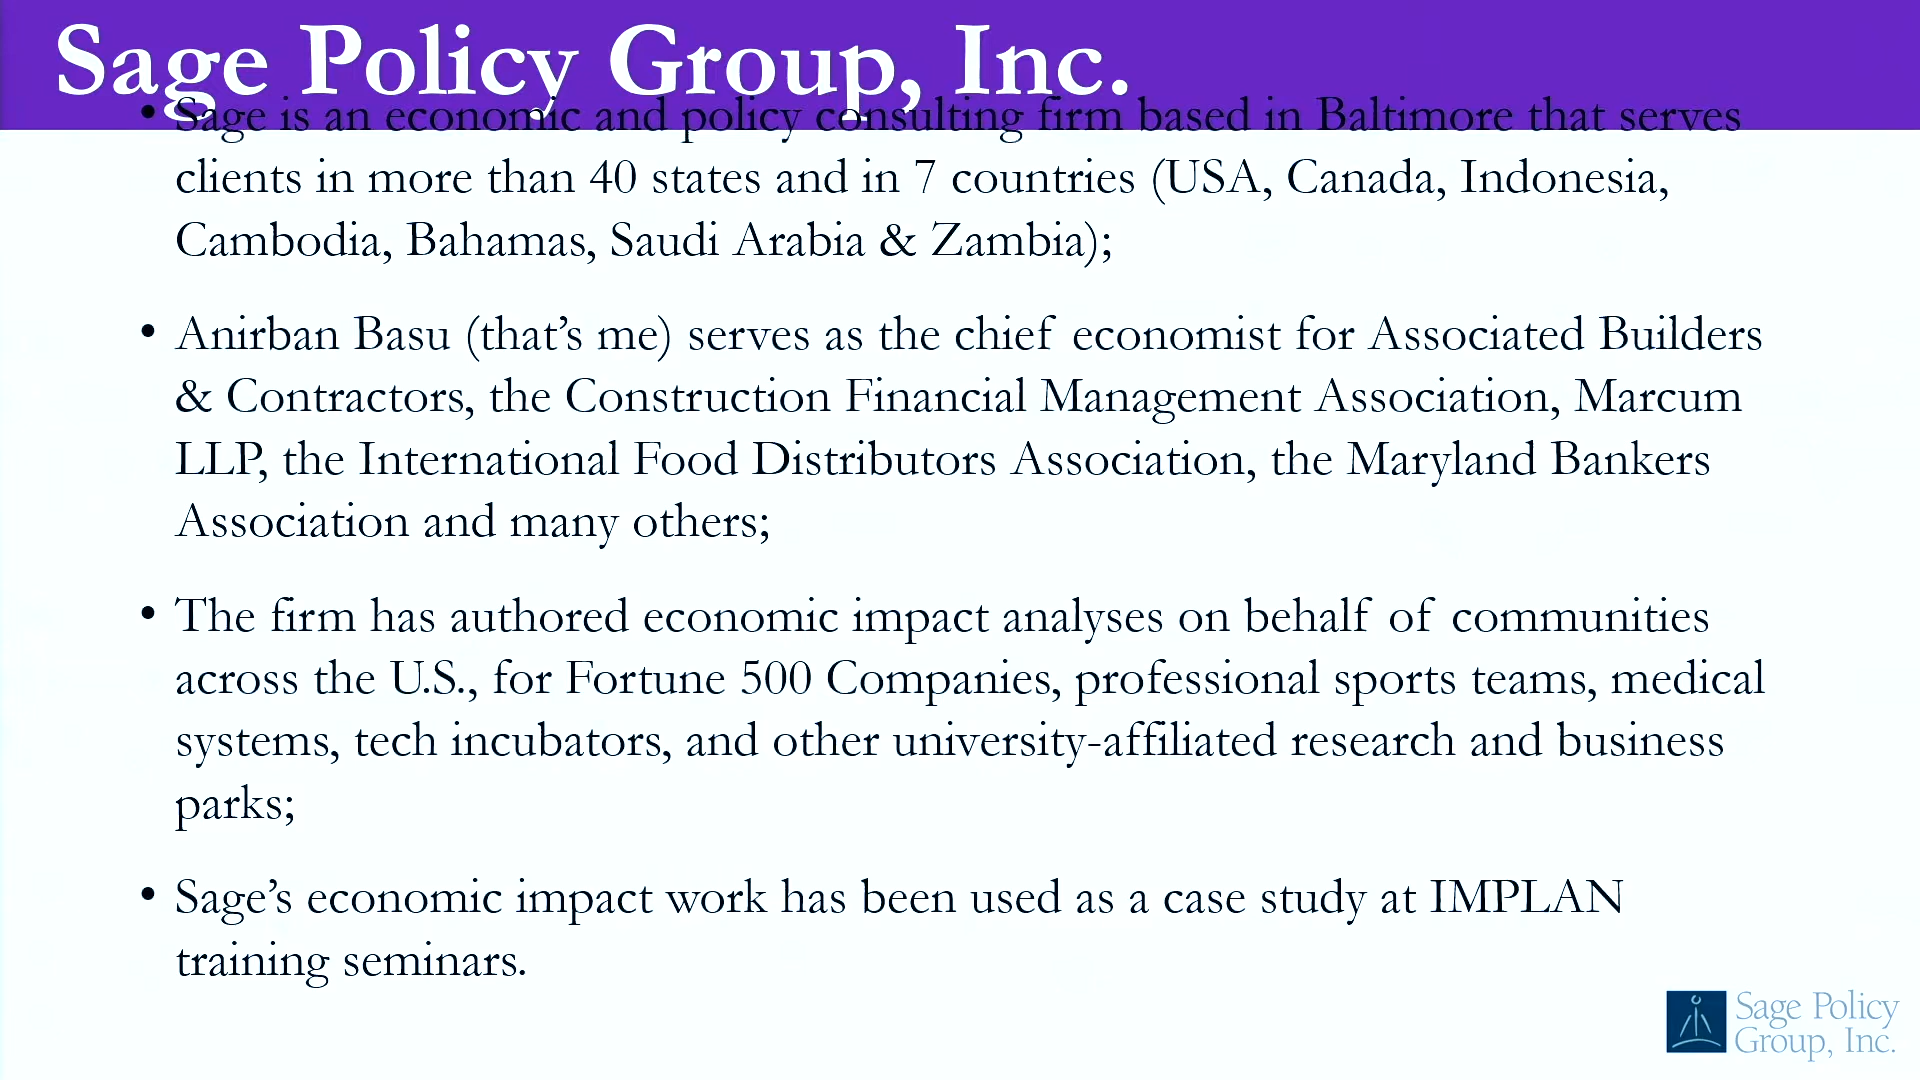 Sage Policy Group, Inc.
• Sage is an economic and policy consulting firm based in Baltimore that serves
clients in more than 40 states and in 7 countries (USA, Canada, Indonesia,
Cambodia, Bahamas, Saudi Arabia & Zambia);
• Anirban Basu (that’s me) serves as the chief economist for Associated Builders
& Contractors, the Construction Financial Management Association, Marcum
LLP, the International Food Distributors Association, the Maryland Bankers
Association and many others;
• The firm has authored economic impact analyses on behalf of communities
across the U.S., for Fortune 500 Companies, professional sports teams, medical
systems, tech incubators, and other university-affiliated research and business
parks;
• Sage’s economic impact work has been used as a case study at IMPLAN
training seminars.
Sage Policy
Group, Inc.